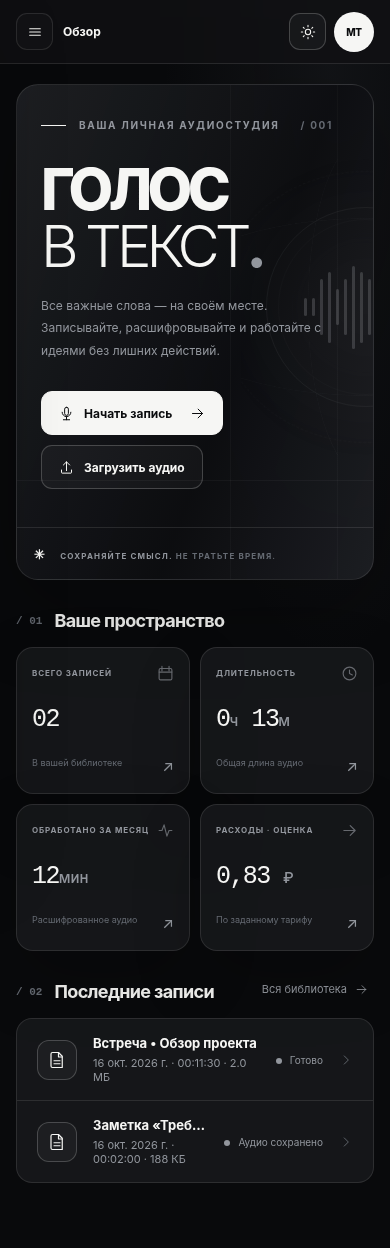 Обзор
МТ
ВАША ЛИЧНАЯ АУДИОСТУДИЯ / 001
ГОЛОС
В ТЕКСТ.
Все важные слова — на своём месте.
Записывайте, расшифровывайте и работайте с
идеями без лишних действий.
Начать запись
Загрузить аудио
СОХРАНЯЙТЕ СМЫСЛ. НЕ ТРАТЬТЕ ВРЕМЯ.
/ 01 Ваше пространство
ВСЕГО ЗАПИСЕЙ
02
В вашей библиотеке
ДЛИТЕЛЬНОСТЬ
0ч 13м
Общая длина аудио
ОБРАБОТАНО ЗА МЕСЯЦ
12мин
Расшифрованное аудио
РАСХОДЫ · ОЦЕНКА
0,83 ₽
По заданному тарифу
/ 02 Последние записи
Вся библиотека
Встреча • Обзор проекта
16 окт. 2026 г. · 00:11:30 · 2.0
МБ
Готово
Заметка «Треб…
16 окт. 2026 г. ·
00:02:00 · 188 КБ
Аудио сохранено